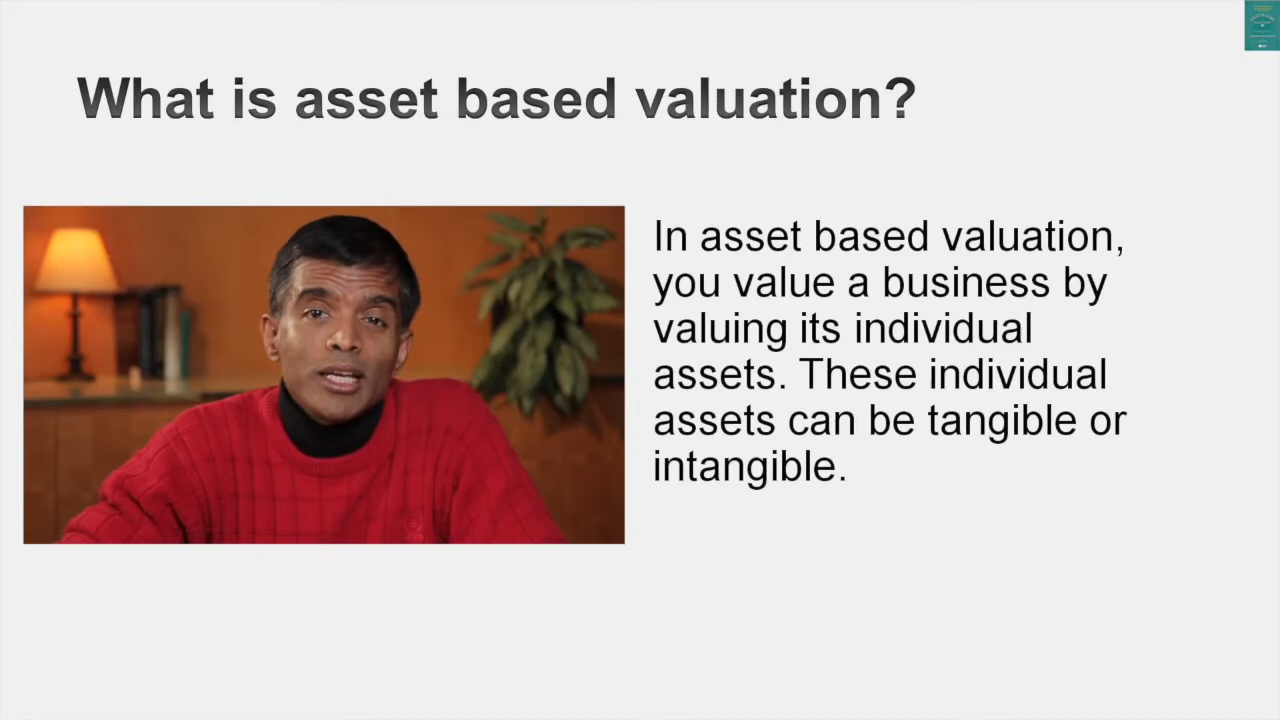 What is asset based valuation?
In asset based valuation,
you value a business by
valuing its individual
assets. These individual
assets can be tangible or
intangible.